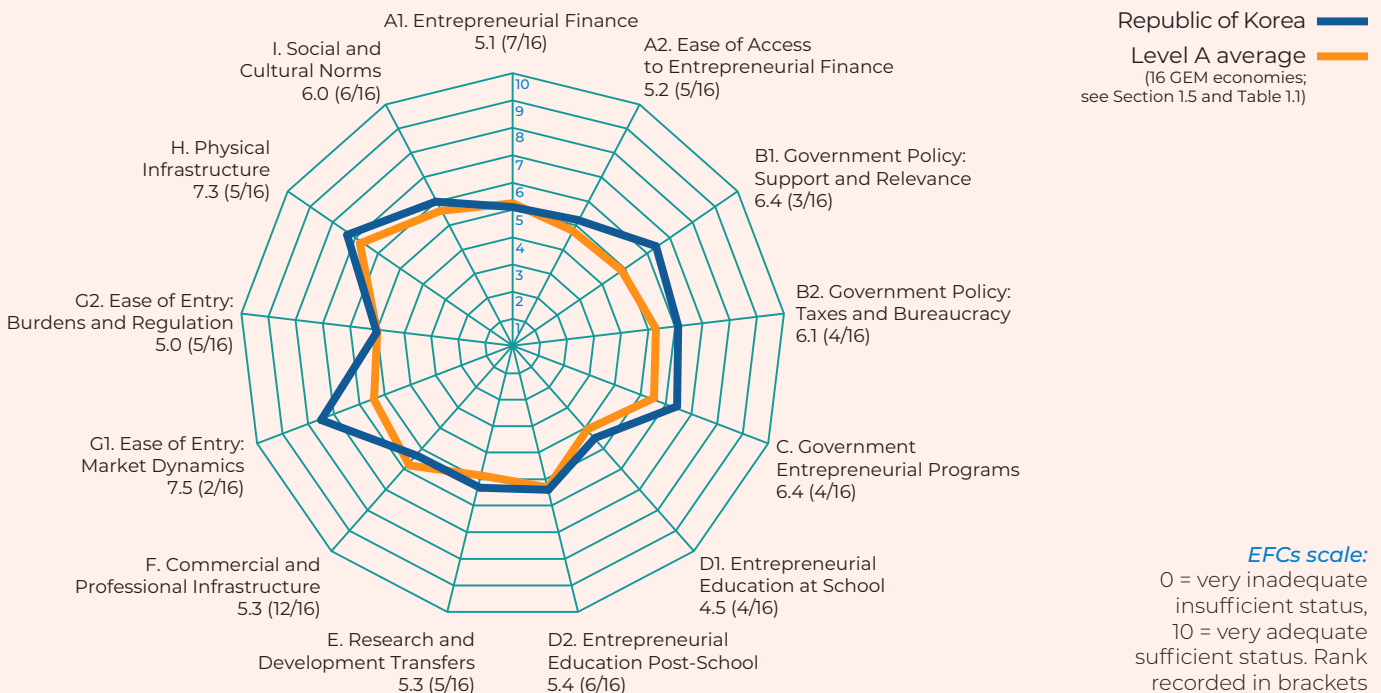 A1. Entrepreneurial Finance
5.1 (7/16)
A2. Ease of Access
to Entrepreneurial Finance
5.2 (5/16)
B1. Government Policy:
Support and Relevance
6.4 (3/16)
B2. Government Policy:
Taxes and Bureaucracy
6.1 (4/16)
C. Government
Entrepreneurial Programs
6.4 (4/16)
D1. Entrepreneurial
Education at School
4.5 (4/16)
D2. Entrepreneurial
Education Post-School
5.4 (6/16)
E. Research and
Development Transfers
5.3 (5/16)
F. Commercial and
Professional Infrastructure
5.3 (12/16)
G1. Ease of Entry:
Market Dynamics
7.5 (2/16)
G2. Ease of Entry:
Burdens and Regulation
5.0 (5/16)
H. Physical
Infrastructure
7.3 (5/16)
I. Social and
Cultural Norms
6.0 (6/16)
10
9
8
7
6
5
4
3
2
1
Republic of Korea
Level A average
(16 GEM economies;
see Section 1.5 and Table 1.1)
EFCs scale:
0 = very inadequate
insufficient status,
10 = very adequate
sufficient status. Rank
recorded in brackets